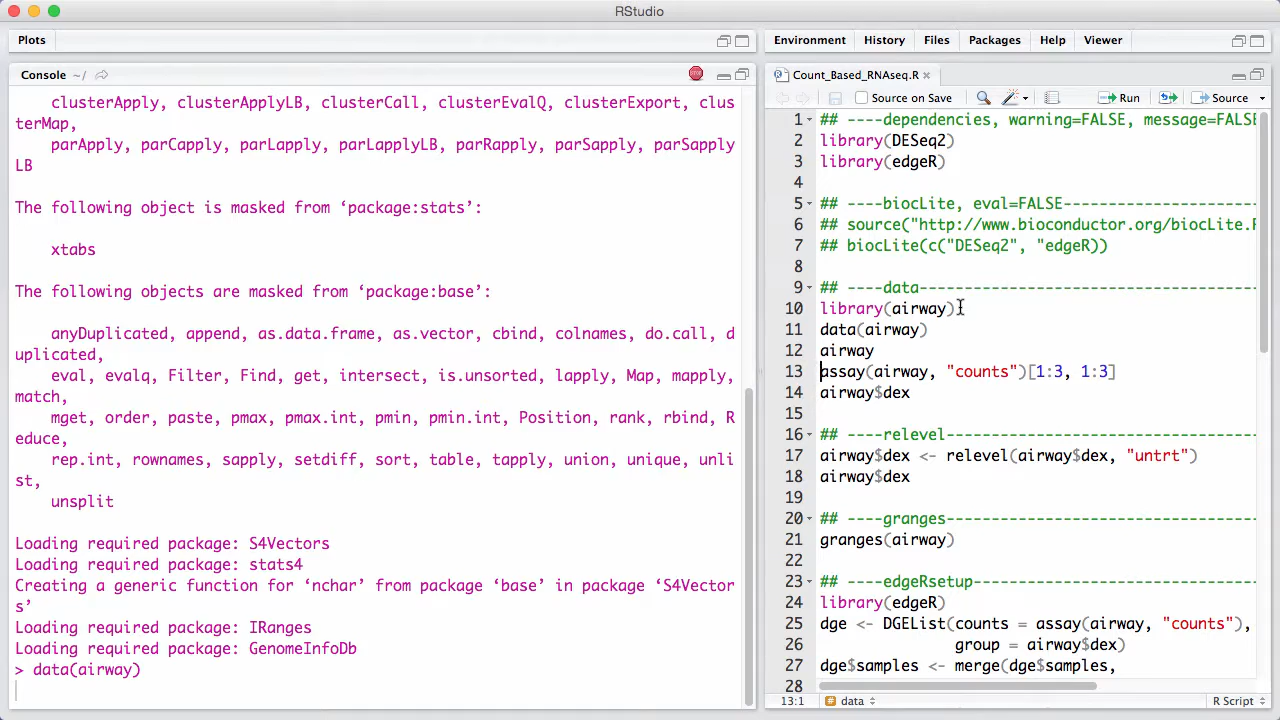 RStudio
Plots
Console ~/
clusterApply, clusterApplyLB, clusterCall, clusterEvalQ, clusterExport, clus
terMap,
parApply, parCapply, parLapply, parLapplyLB, parRapply, parSapply, parSapply
LB
The following object is masked from ‘package:stats’:
xtabs
The following objects are masked from ‘package:base’:
anyDuplicated, append, as.data.frame, as.vector, cbind, colnames, do.call, d
uplicated,
eval, evalq, Filter, Find, get, intersect, is.unsorted, lapply, Map, mapply,
match,
mget, order, paste, pmax, pmax.int, pmin, pmin.int, Position, rank, rbind, R
educe,
rep.int, rownames, sapply, setdiff, sort, table, tapply, union, unique, unli
st,
unsplit
Loading required package: S4Vectors
Loading required package: stats4
Creating a generic function for ‘nchar’ from package ‘base’ in package ‘S4Vector
s’
Loading required package: IRanges
Loading required package: GenomeInfoDb
> data(airway)
Environment History Files Packages Help Viewer
Count_Based_RNAseq.R
Source on Save Run Source
1 ## ----dependencies, warning=FALSE, message=FALSE
2 library(DESeq2)
3 library(edgeR)
4
5 ## ----biocLite, eval=FALSE-----------------------
6 ## source("http://www.bioconductor.org/biocLite.R
7 ## biocLite(c("DESeq2", "edgeR))
8
9 ## ----data--------------------------------------
10 library(airway)
11 data(airway)
12 airway
13 assay(airway, "counts")[1:3, 1:3]
14 airway$dex
15
16 ## ----relevel-----------------------------------
17 airway$dex <- relevel(airway$dex, "untrt")
18 airway$dex
19
20 ## ----granges-----------------------------------
21 granges(airway)
22
23 ## ----edgeRsetup--------------------------------
24 library(edgeR)
25 dge <- DGEList(counts = assay(airway, "counts"),
26 group = airway$dex)
27 dge$samples <- merge(dge$samples,
28
13:1 # data R Script